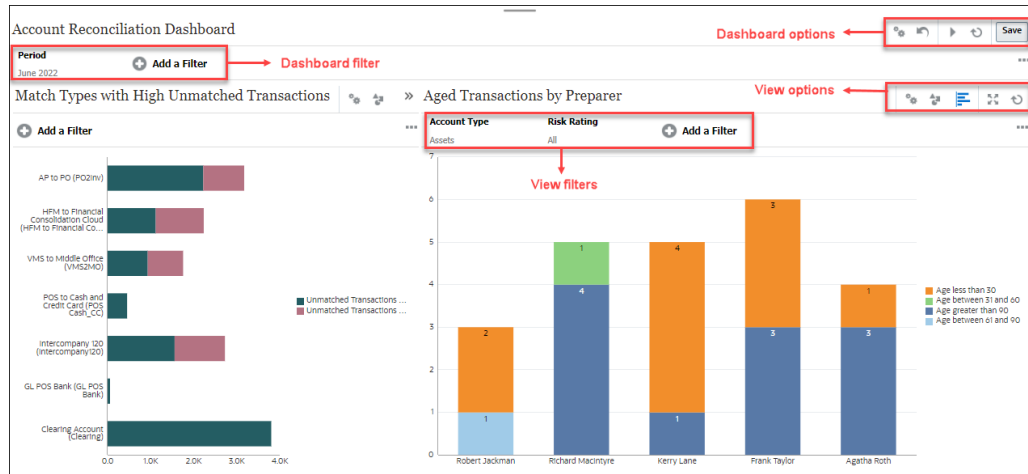 Account Reconciliation Dashboard
Dashboard options
Save
Period
June 2022
Add a Filter
Dashboard filter
Match Types with High Unmatched Transactions
Aged Transactions by Preparer
View options
Add a Filter
Account Type
Assets
Risk Rating
All
Add a Filter
View filters
AP to PO (PO2Inv)
HFM to Financial
Consolidation Cloud
(HFM to Financial Co...
VMS to Middle Office
(VMS2MO)
POS to Cash and
Credit Card (POS
Cash_CC)
Intercompany 120
(Intercompany120)
GL POS Bank (GL POS
Bank)
Clearing Account
(Clearing)
0.0
1.0K
2.0K
3.0K
4.0K
Unmatched Transactions ...
Unmatched Transactions ...
7
6
5
4
3
2
1
0
2
1
1
4
4
1
3
3
1
3
Robert Jackman
Richard Macintyre
Kerry Lane
Frank Taylor
Agatha Roth
Age less than 30
Age between 31 and 60
Age greater than 90
Age between 61 and 90